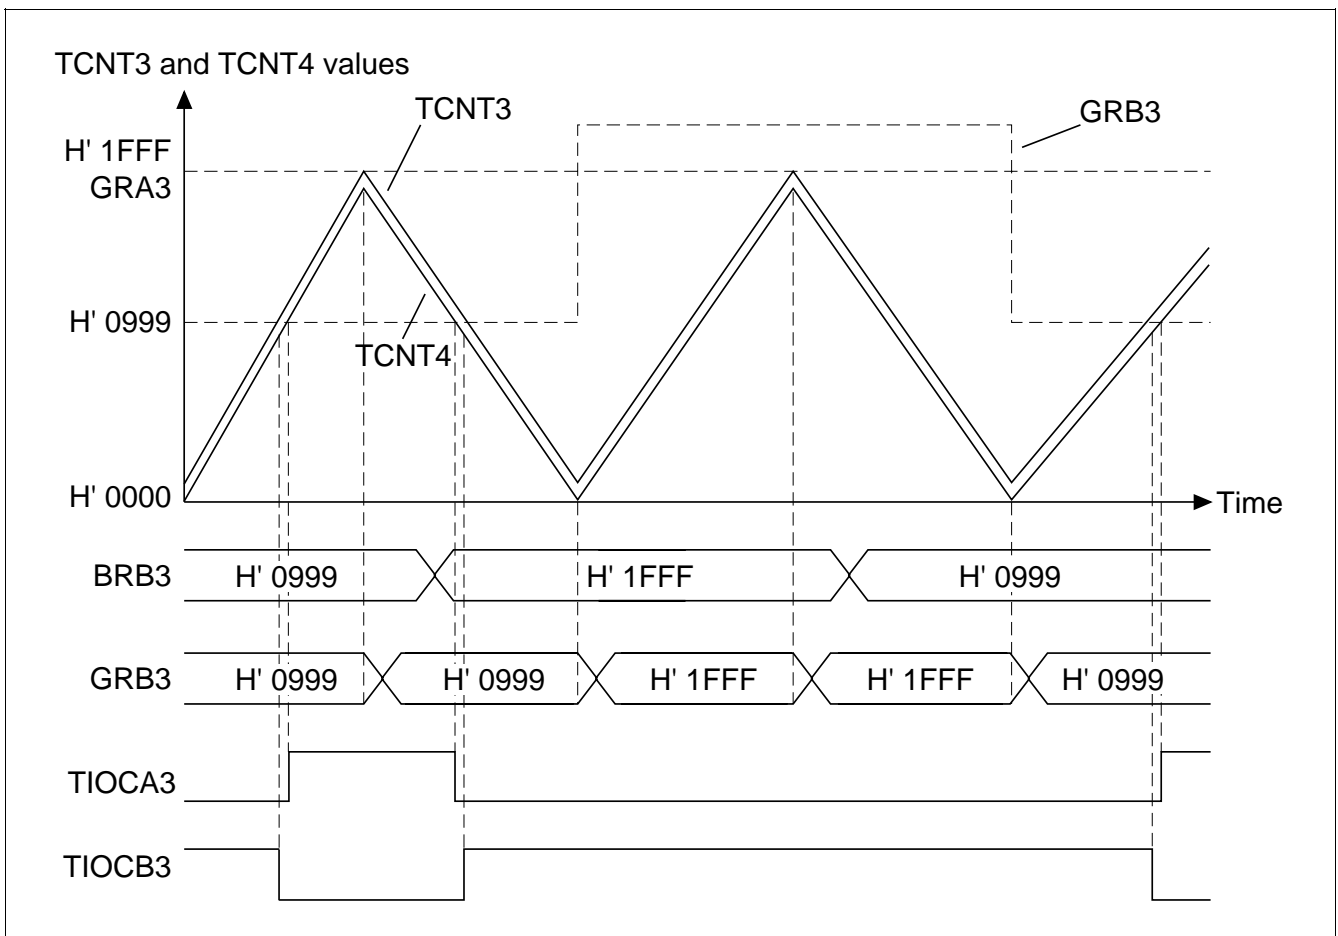 TCNT3 and TCNT4 values
TCNT3
GRB3
H' 1FFF
GRA3
H' 0999
TCNT4
H' 0000
Time
BRB3 H' 0999 H' 1FFF H' 0999
GRB3 H' 0999 H' 0999 H' 1FFF H' 1FFF H' 0999
TIOCA3
TIOCB3